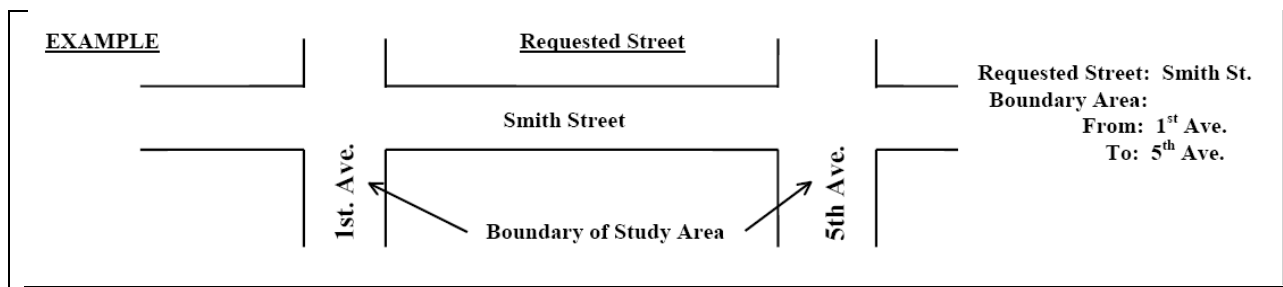 EXAMPLE
Requested Street
Requested Street: Smith St.
Boundary Area:
From: 1st Ave.
To: 5th Ave.
Smith Street
1st. Ave.
5th Ave.
Boundary of Study Area